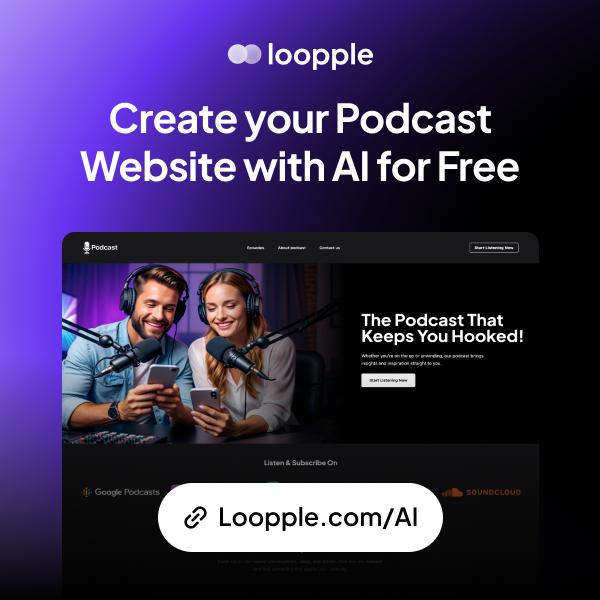 loopple
Create your Podcast
Website with AI for Free
Podcast
Episodes
About podcast
Contact us
Start Listening Now
The Podcast That
Keeps You Hooked!
Whether you're on the go or unwinding, our podcast brings
insights and inspiration straight to you.
Start Listening Now
Listen & Subscribe On
Google Podcasts
SOUNDCLOUD
Loopple.com/AI